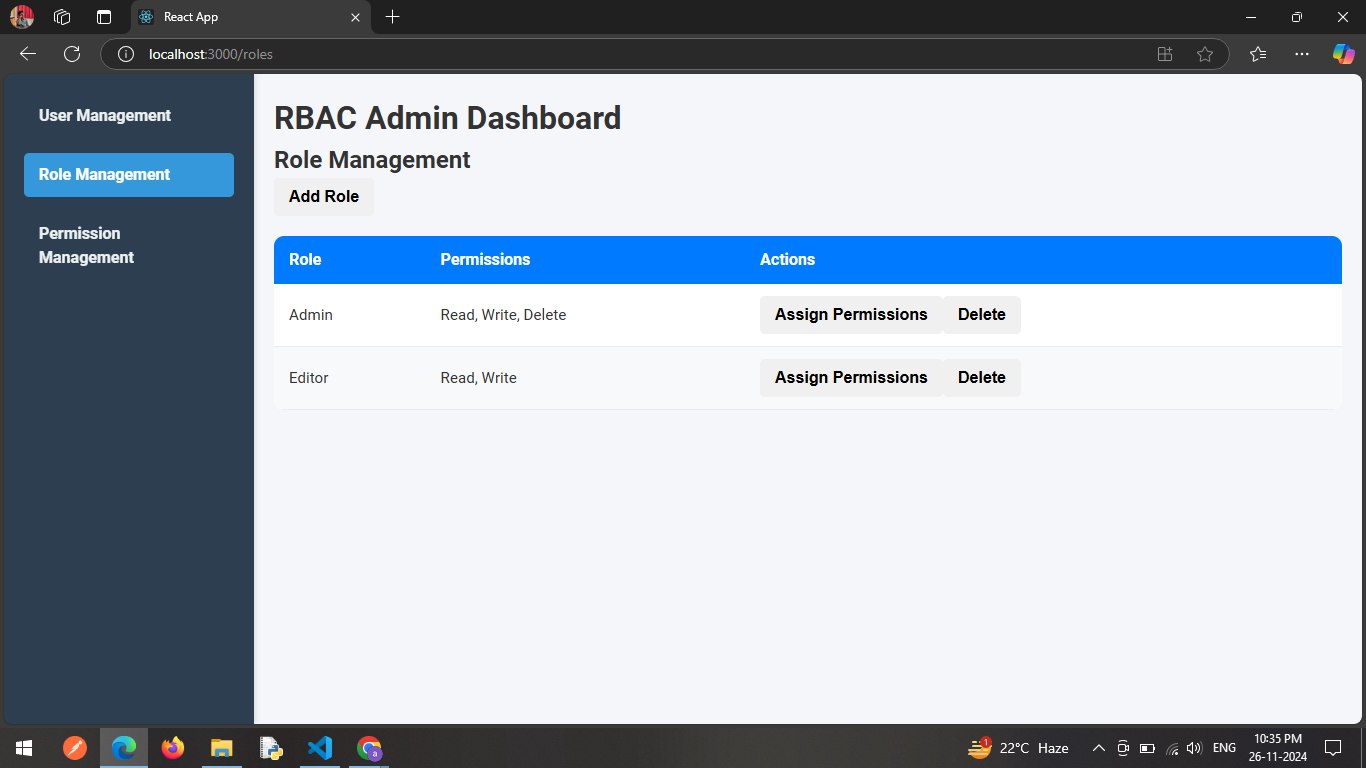 React App
localhost:3000/roles
User Management
Role Management
Permission
Management
RBAC Admin Dashboard
Role Management
Add Role
Role Permissions Actions
Admin Read, Write, Delete Assign Permissions Delete
Editor Read, Write Assign Permissions Delete
1
a
22°C Haze
ENG
10:35 PM
26-11-2024